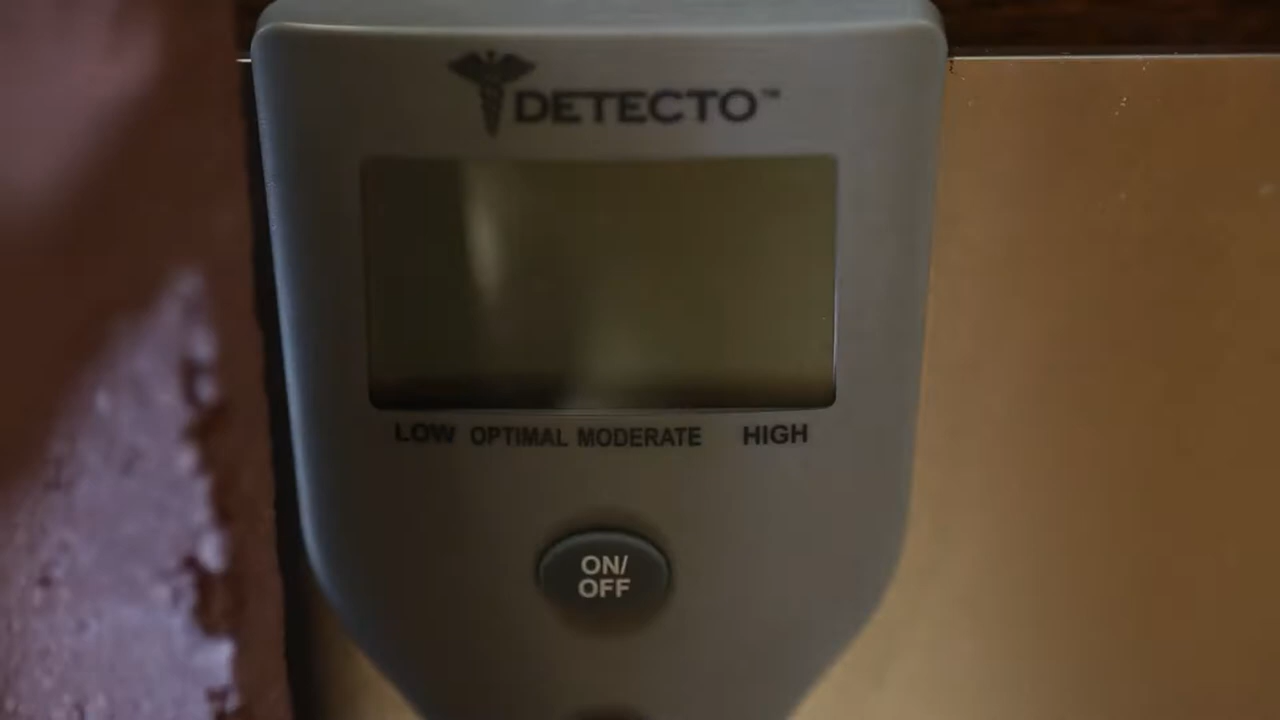 DETECTO™
LOW OPTIMAL MODERATE HIGH
ON/
OFF